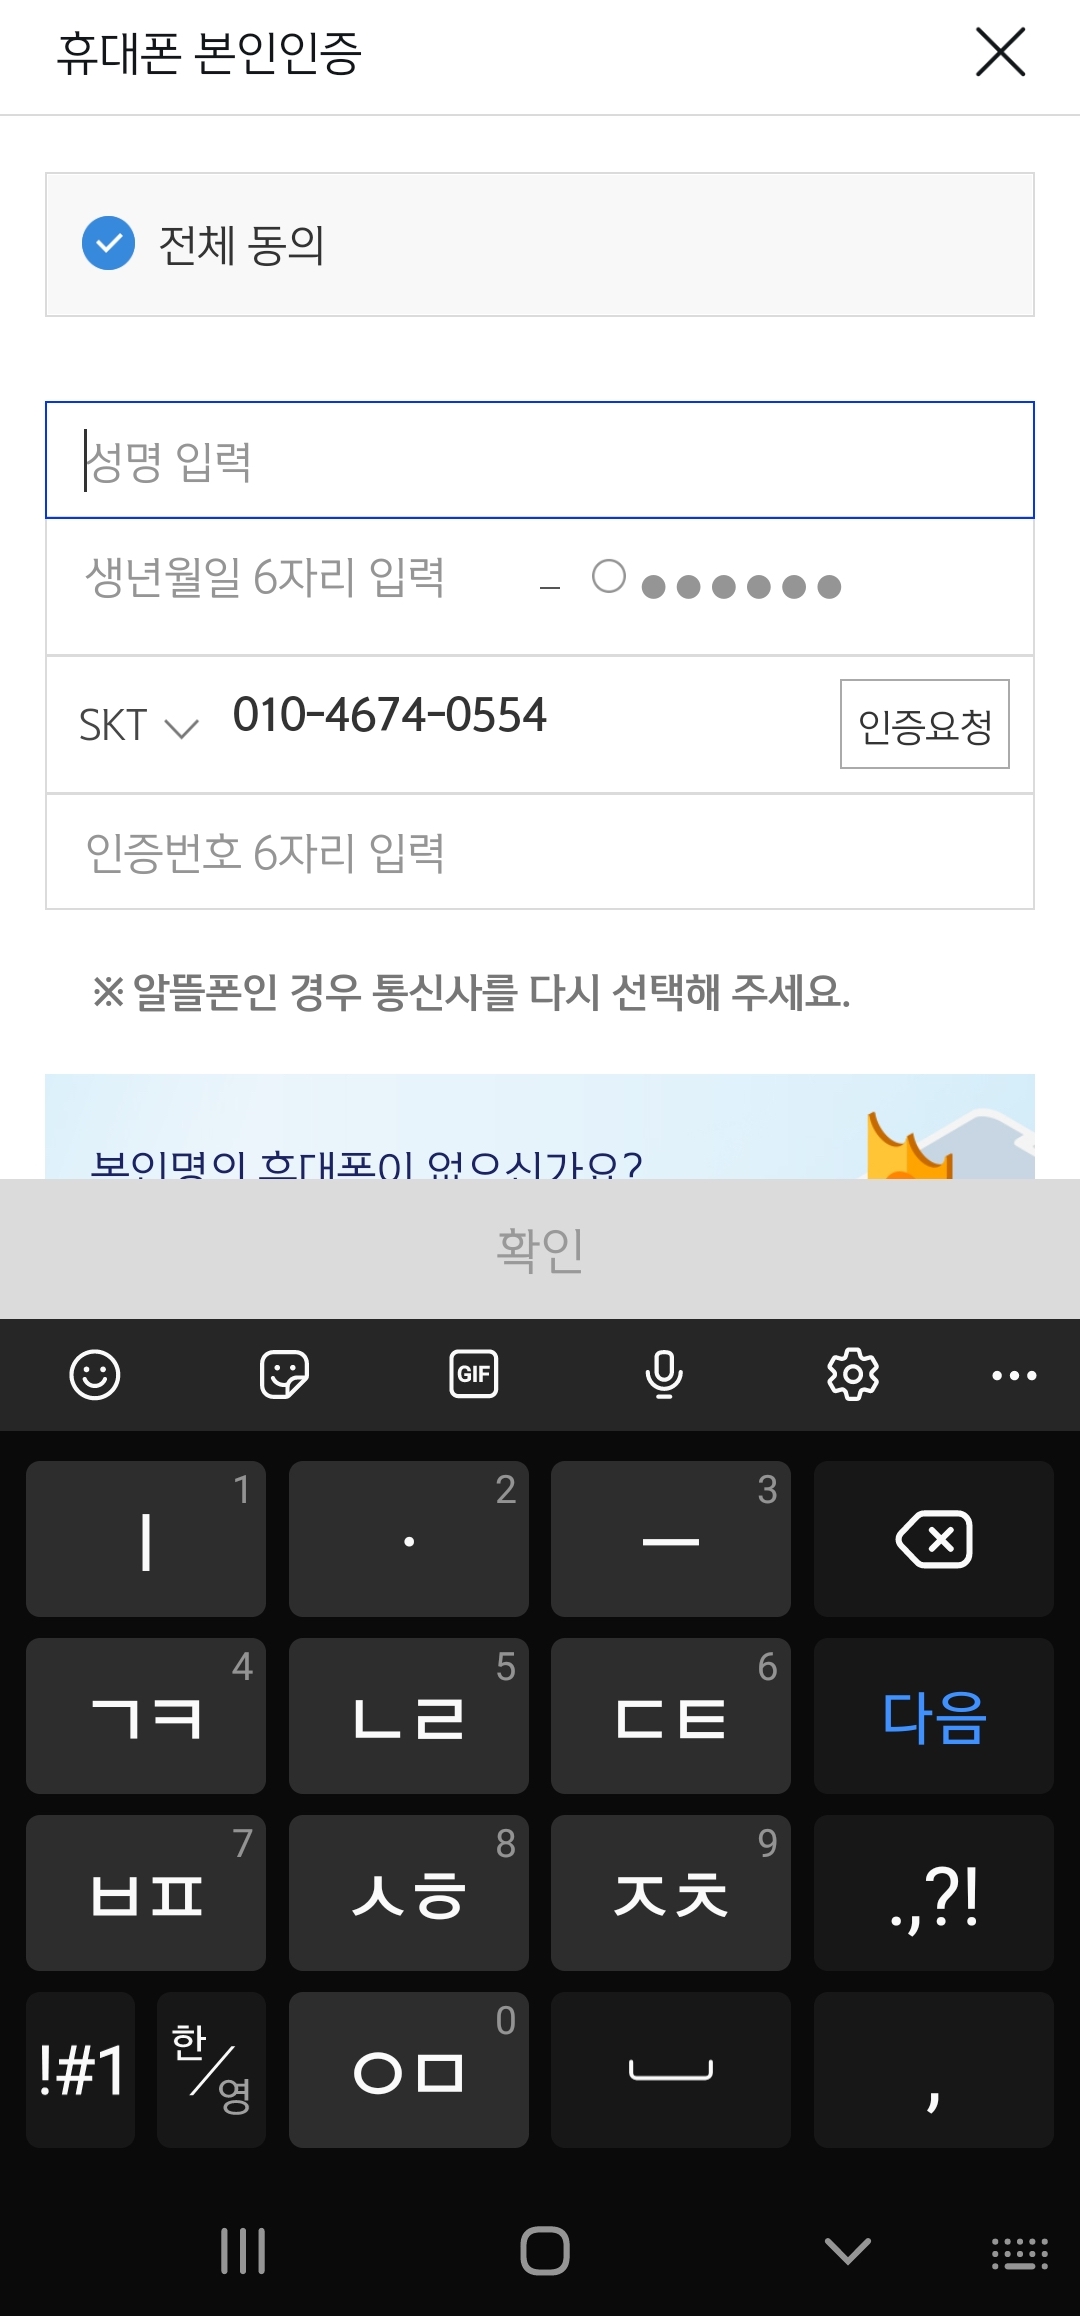 휴대폰 본인인증
전체 동의
성명 입력
생년월일 6자리 입력 – ○●●●●●●
SKT 010-4674-0554 인증요청
인증번호 6자리 입력
※ 알뜰폰인 경우 통신사를 다시 선택해 주세요.
본인명의 휴대폰이 없으신가요?
확인
GIF
ㅣ 1 · 2 ㅡ 3
ㄱㅋ 4 ㄴㄹ 5 ㄷㅌ 6 다음
ㅂㅍ 7 ㅅㅎ 8 ㅈㅊ 9 .,?!
!#1 한/영 ㅇㅁ 0 ,